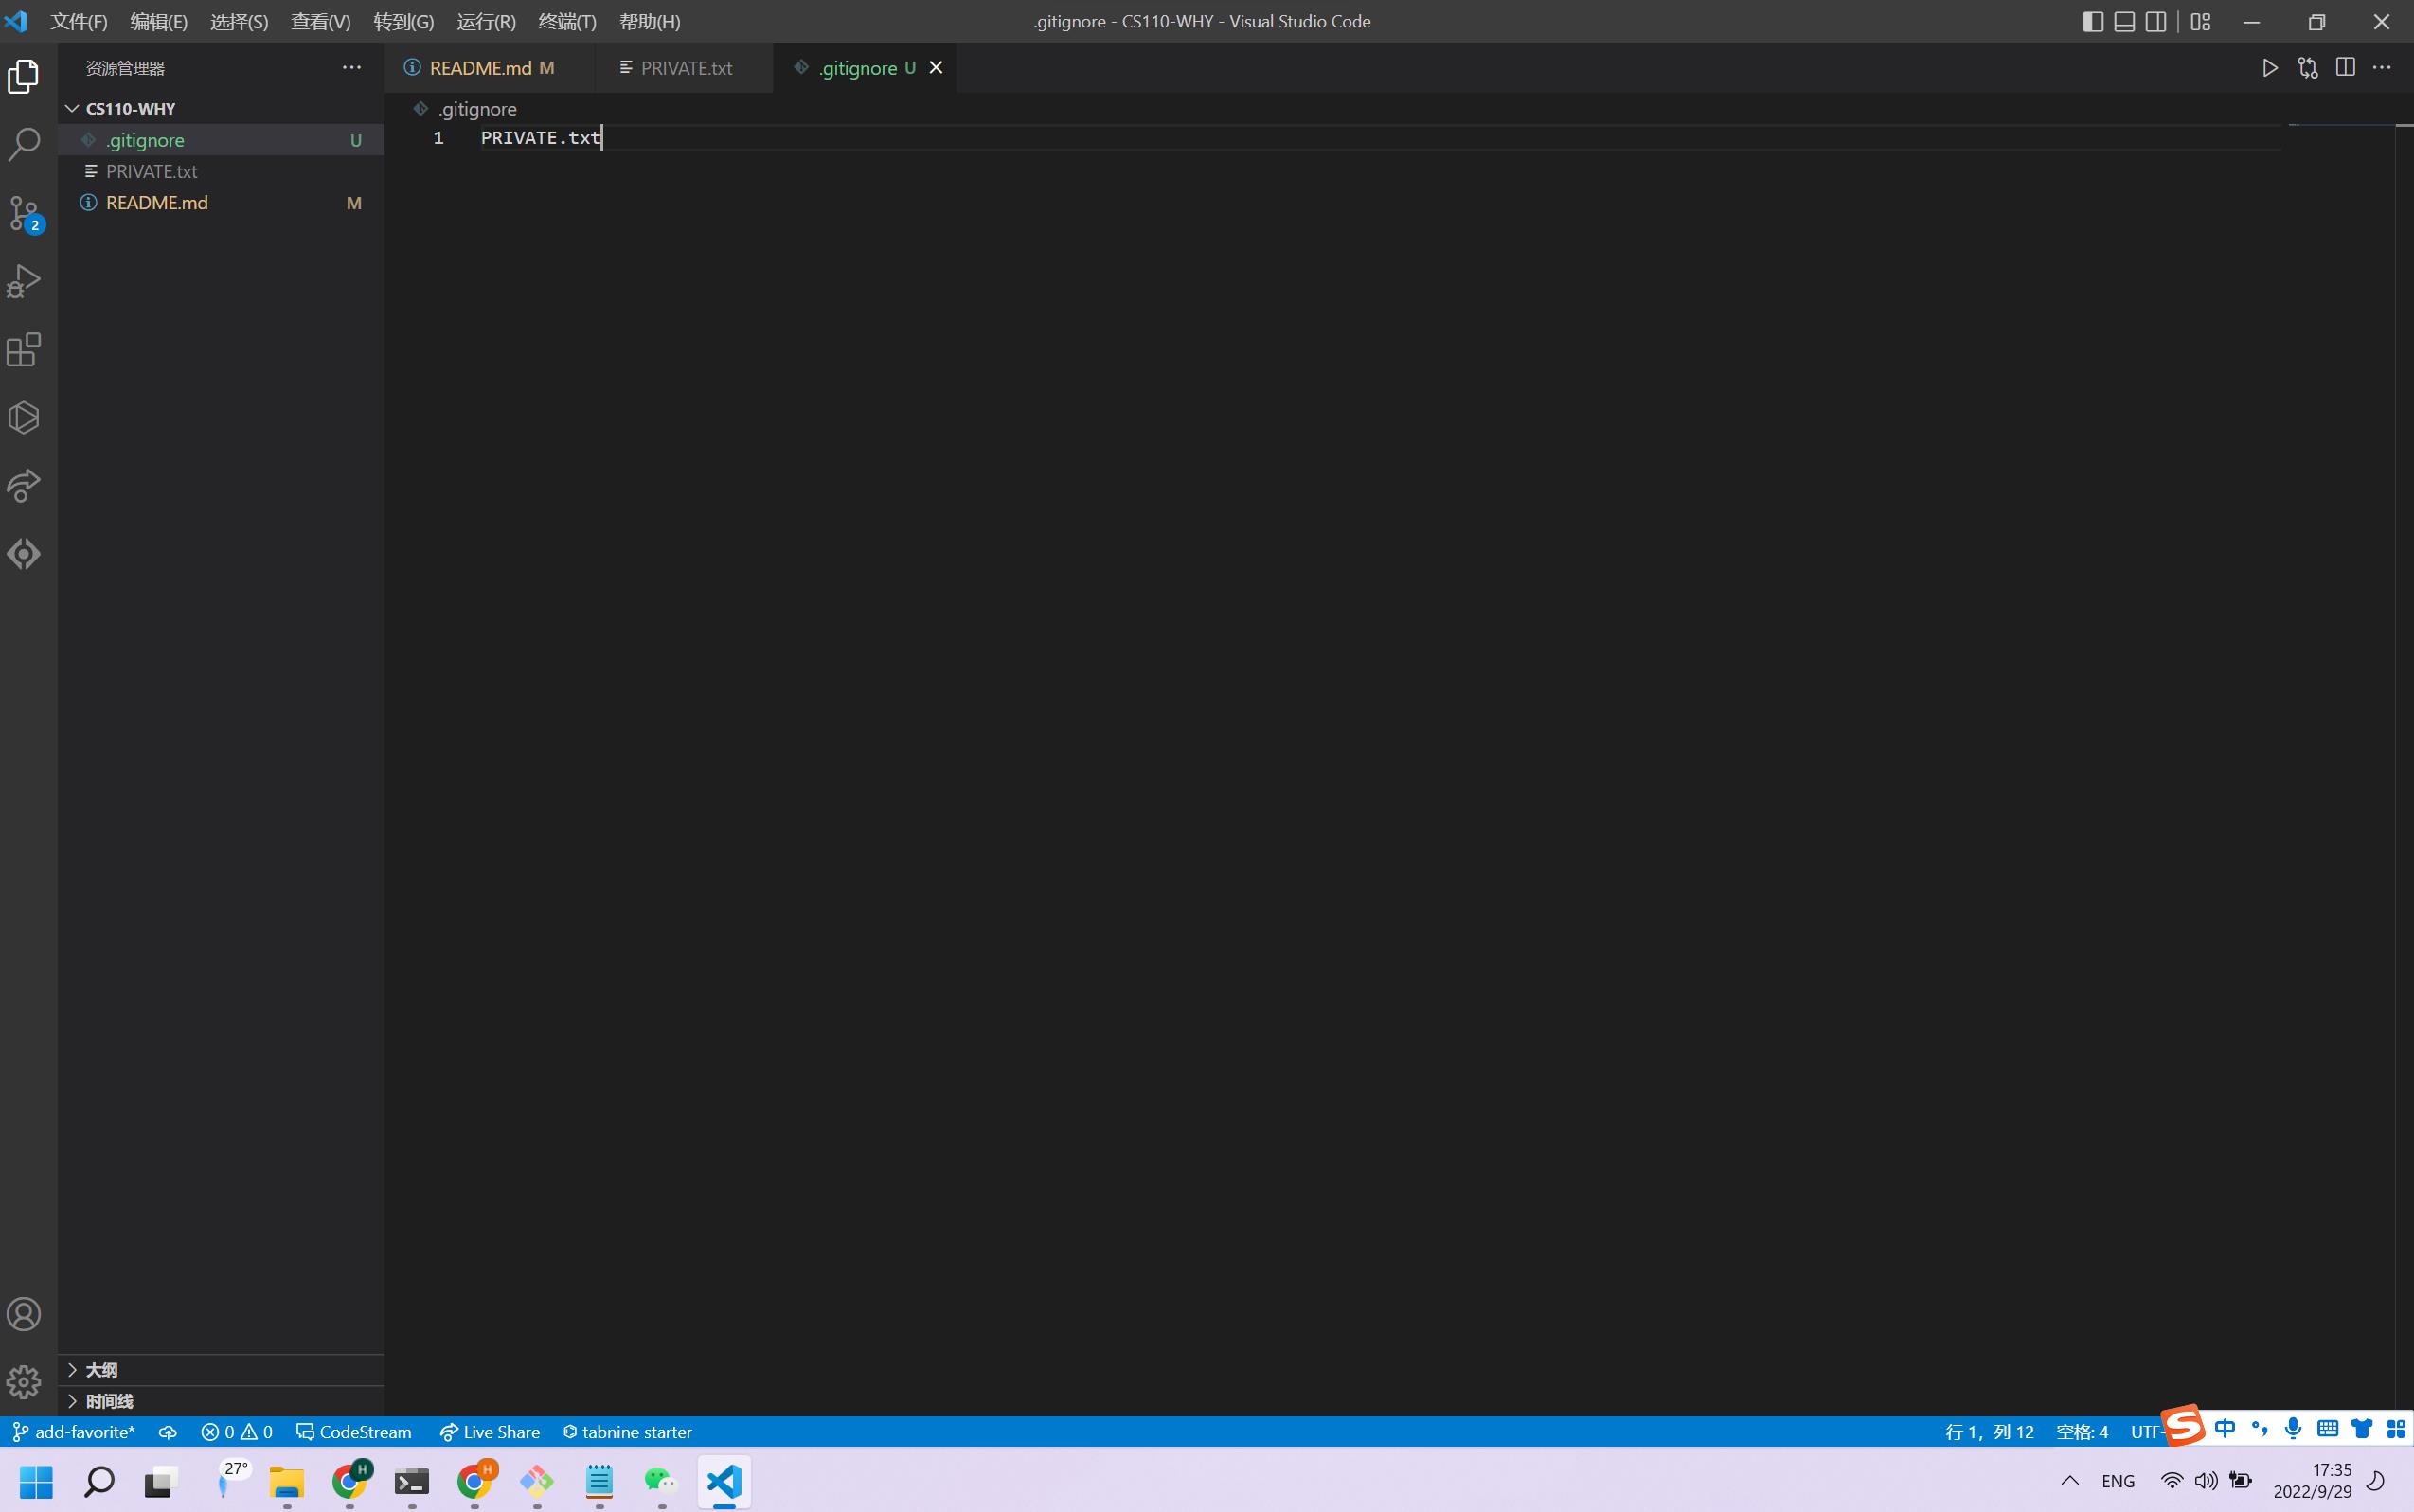 文件(F) 编辑(E) 选择(S) 查看(V) 转到(G) 运行(R) 终端(T) 帮助(H) .gitignore - CS110-WHY - Visual Studio Code
资源管理器 README.md M PRIVATE.txt .gitignore U
CS110-WHY .gitignore
.gitignore U 1 PRIVATE.txt
PRIVATE.txt
README.md M
2
大纲
时间线
add-favorite* 0 0 CodeStream Live Share tabnine starter 行 1，列 12 空格: 4 UTF- 中
27° H H ENG 17:35
2022/9/29